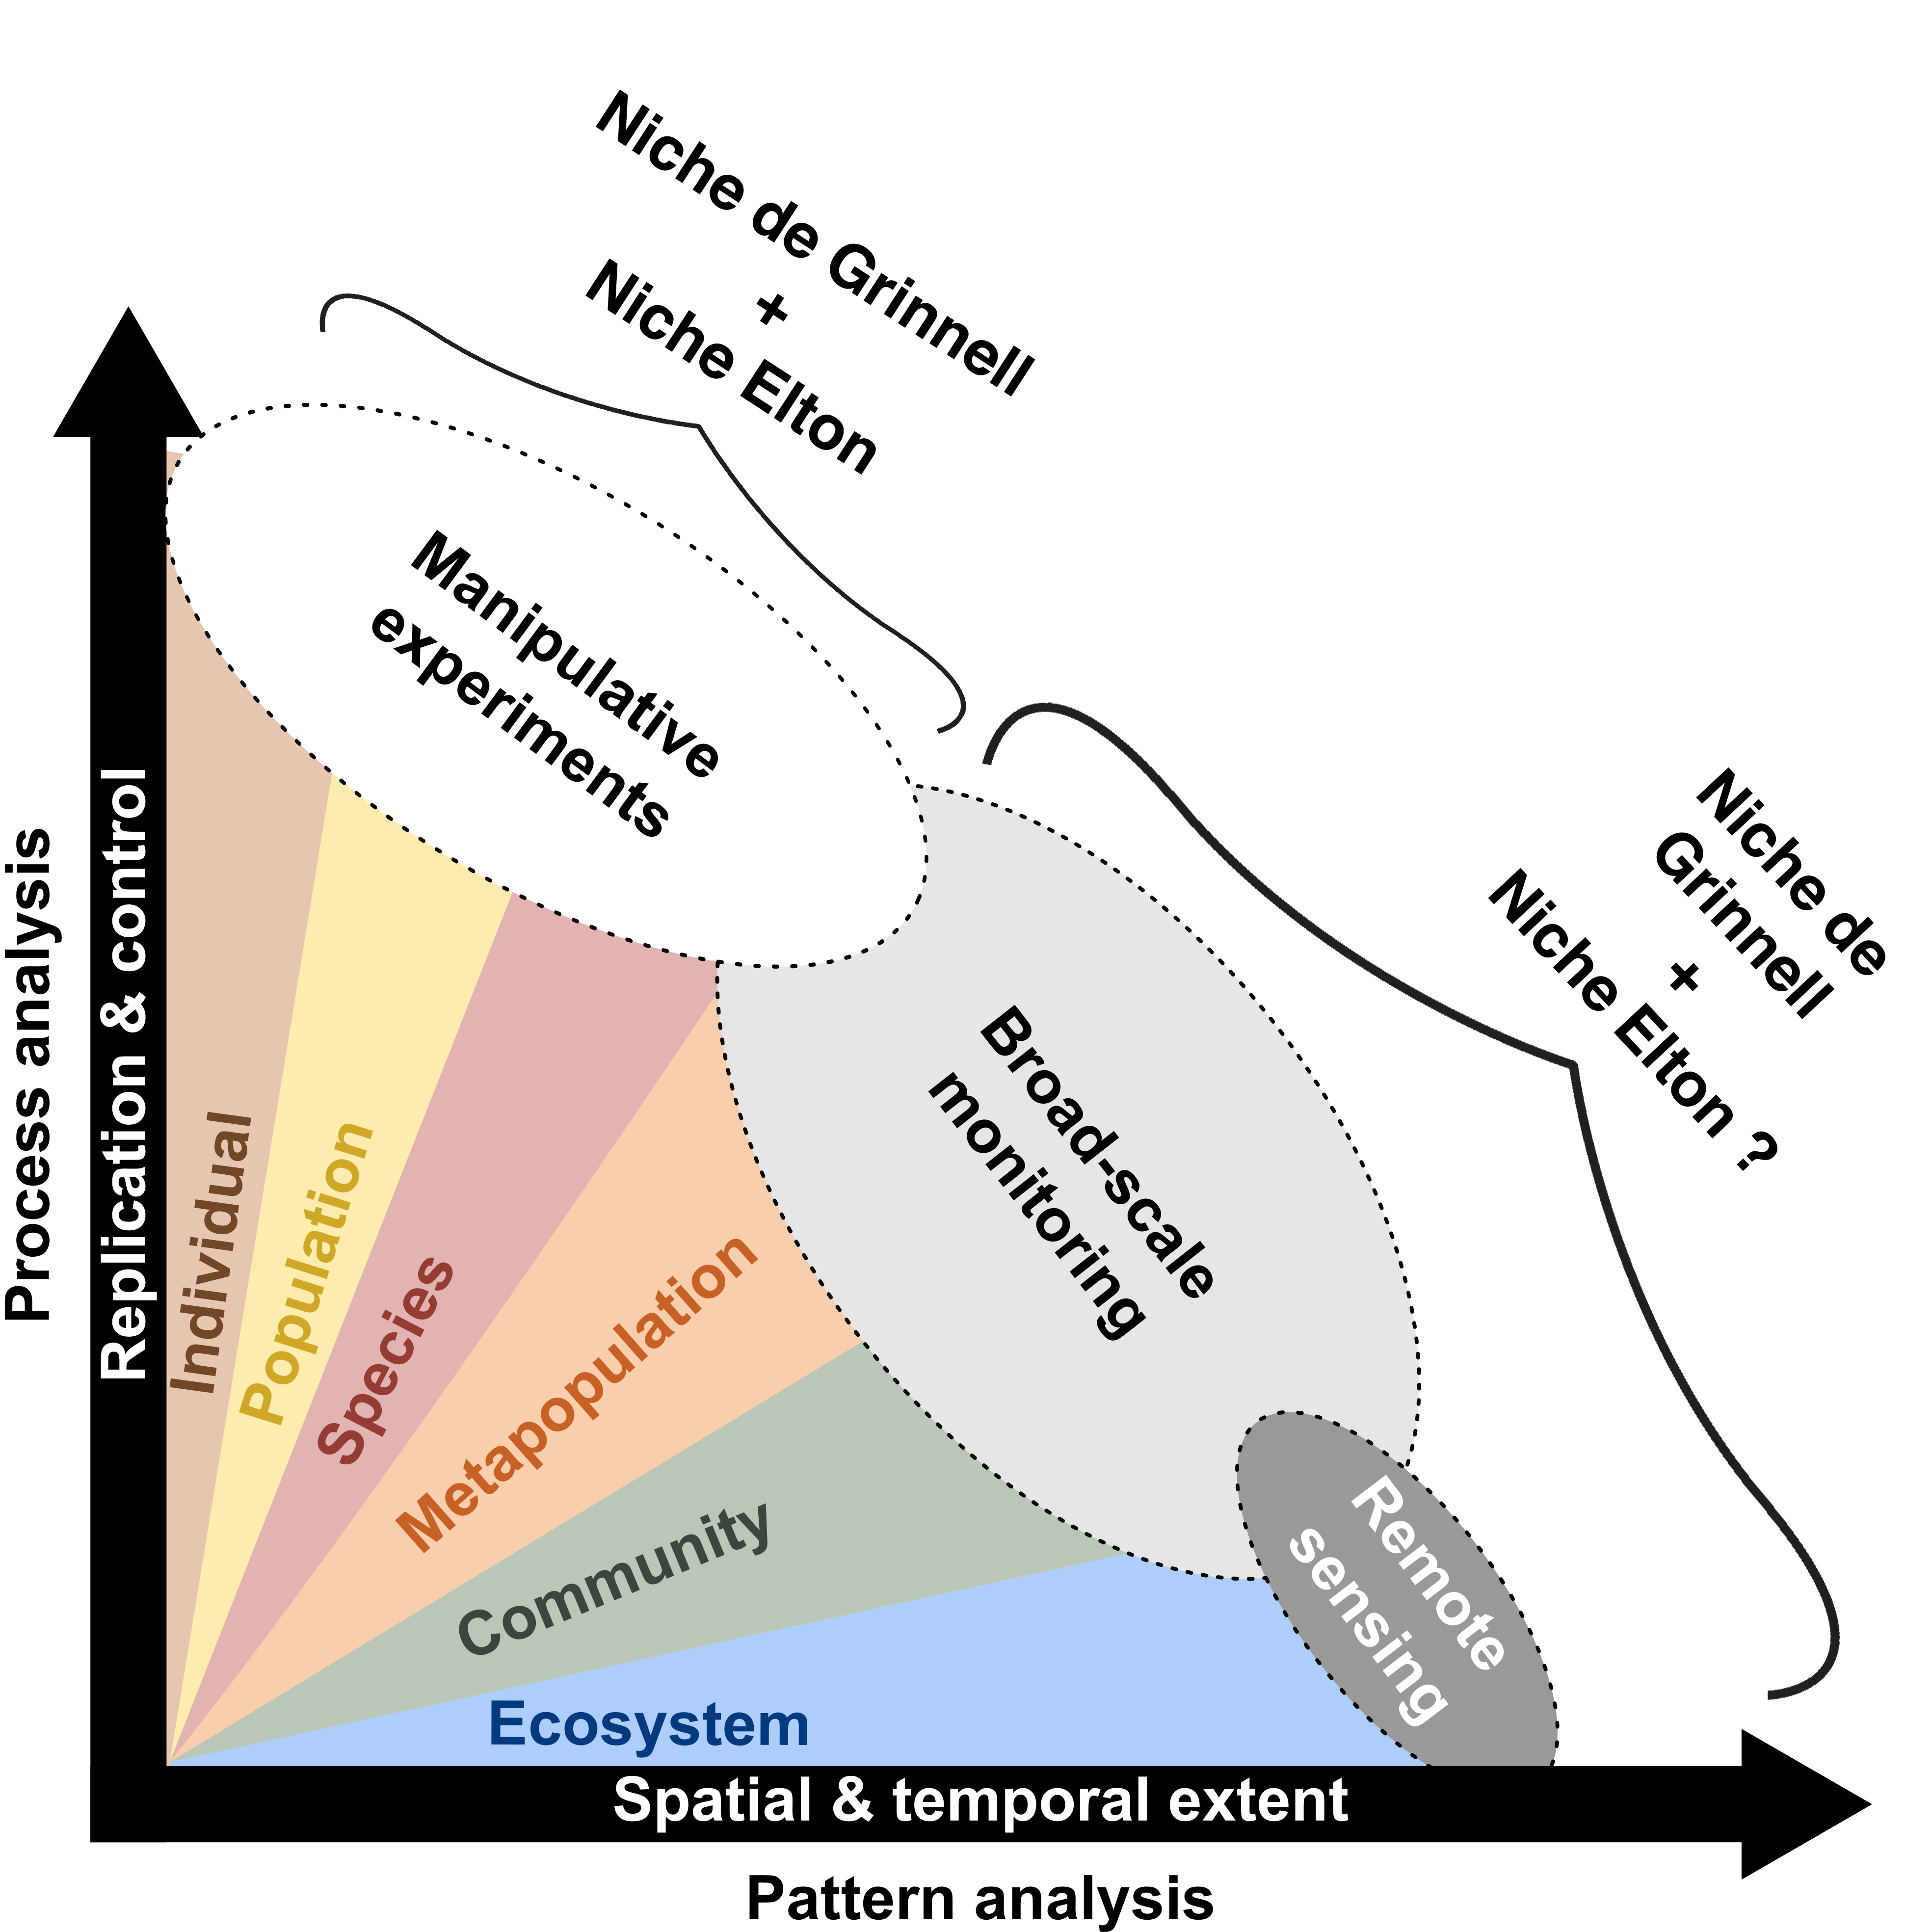 Niche de Grinnell
+
Niche Elton
Manipulative
experiments
Niche de
Grinnell
+
Niche Elton ?
Broad-scale
monitoring
Remote
sensing
Process analysis
Replication & control
Individual
Population
Species
Metapopulation
Community
Ecosystem
Spatial & temporal extent
Pattern analysis